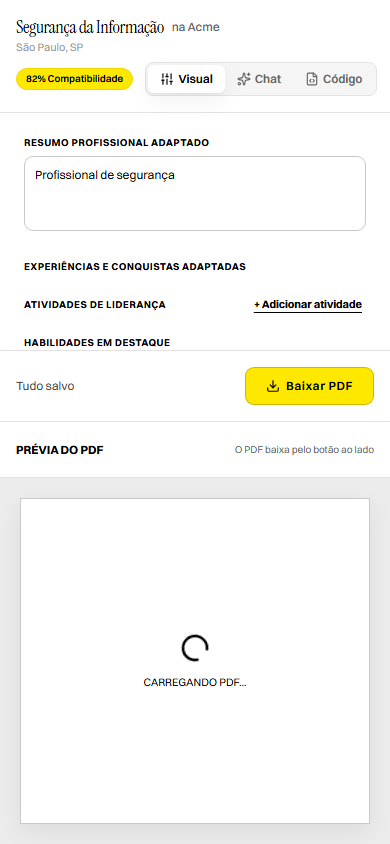 Segurança da Informação na Acme
São Paulo, SP
82% Compatibilidade
Visual
Chat
Código
RESUMO PROFISSIONAL ADAPTADO
Profissional de segurança
EXPERIÊNCIAS E CONQUISTAS ADAPTADAS
ATIVIDADES DE LIDERANÇA
+ Adicionar atividade
HABILIDADES EM DESTAQUE
Tudo salvo
Baixar PDF
PRÉVIA DO PDF
O PDF baixa pelo botão ao lado
CARREGANDO PDF...